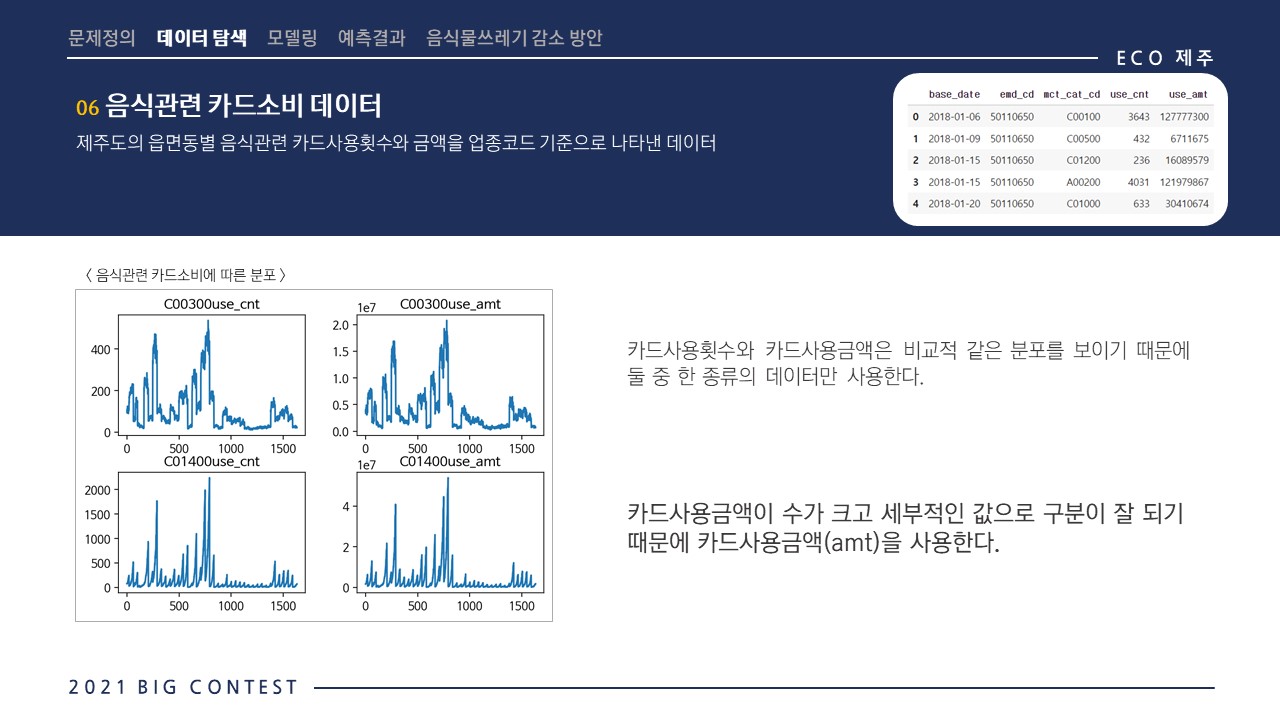 문제정의 데이터 탐색 모델링 예측결과 음식물쓰레기 감소 방안
ECO 제주
06 음식관련 카드소비 데이터
제주도의 읍면동별 음식관련 카드사용횟수와 금액을 업종코드 기준으로 나타낸 데이터
base_date emd_cd mct_cat_cd use_cnt use_amt
0 2018-01-06 50110650 C00100 3643 127777300
1 2018-01-09 50110650 C00500 432 6711675
2 2018-01-15 50110650 C01200 236 16089579
3 2018-01-15 50110650 A00200 4031 121979867
4 2018-01-20 50110650 C01000 633 30410674
〈 음식관련 카드소비에 따른 분포 〉
C00300use_cnt
400
200
0
0 500 1000 1500
1e7 C00300use_amt
2.0
1.5
1.0
0.5
0.0
0 500 1000 1500
C01400use_cnt
2000
1500
1000
500
0
0 500 1000 1500
1e7 C01400use_amt
4
2
0
0 500 1000 1500
카드사용횟수와 카드사용금액은 비교적 같은 분포를 보이기 때문에
둘 중 한 종류의 데이터만 사용한다.
카드사용금액이 수가 크고 세부적인 값으로 구분이 잘 되기
때문에 카드사용금액(amt)을 사용한다.
2021 BIG CONTEST